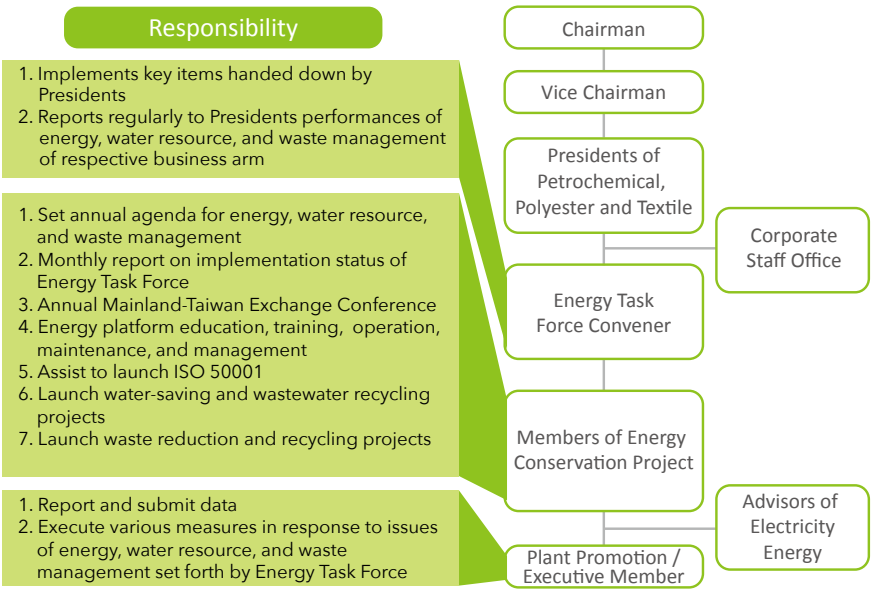 Responsibility
1. Implements key items handed down by
Presidents
2. Reports regularly to Presidents performances of
energy, water resource, and waste management
of respective business arm
1. Set annual agenda for energy, water resource,
and waste management
2. Monthly report on implementation status of
Energy Task Force
3. Annual Mainland-Taiwan Exchange Conference
4. Energy platform education, training, operation,
maintenance, and management
5. Assist to launch ISO 50001
6. Launch water-saving and wastewater recycling
projects
7. Launch waste reduction and recycling projects
1. Report and submit data
2. Execute various measures in response to issues
of energy, water resource, and waste
management set forth by Energy Task Force
Chairman
Vice Chairman
Presidents of
Petrochemical,
Polyester and Textile
Corporate
Staff Office
Energy Task
Force Convener
Members of Energy
Conservation Project
Advisors of
Electricity
Energy
Plant Promotion /
Executive Member